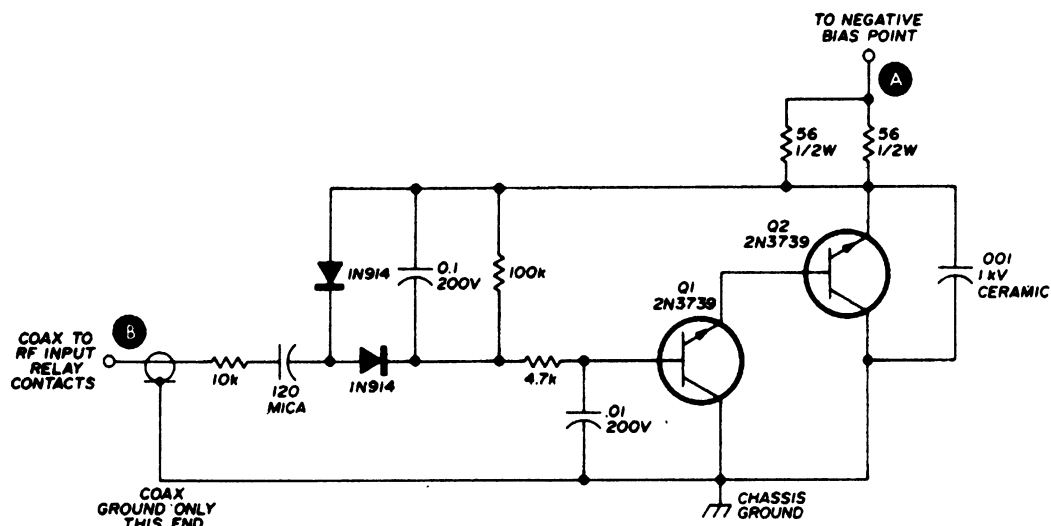 TO NEGATIVE
BIAS POINT
A
56
1/2W
56
1/2W
Q2
2N3739
1N914
0.1
200V
100k
Q1
2N3739
.001
1 kV
CERAMIC
B
COAX TO
RF INPUT
RELAY
CONTACTS
10k
120
MICA
1N914
4.7k
.01
200V
COAX
GROUND ONLY
THIS END
CHASSIS
GROUND